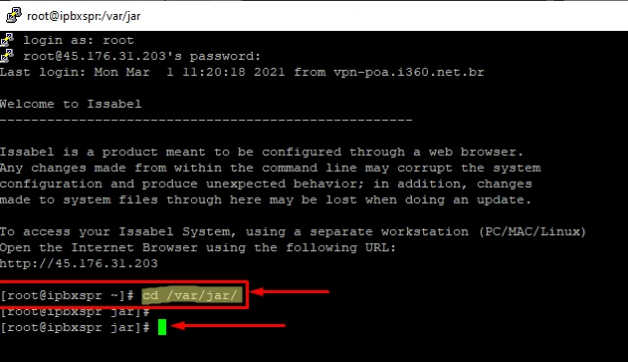 root@ipbxspr:/var/jar
login as: root
root@45.176.31.203's password:
Last login: Mon Mar  1 11:20:18 2021 from vpn-poa.i360.net.br
Welcome to Issabel
----------------------------------------------------
Issabel is a product meant to be configured through a web browser.
Any changes made from within the command line may corrupt the system
configuration and produce unexpected behavior; in addition, changes
made to system files through here may be lost when doing an update.
To access your Issabel System, using a separate workstation (PC/MAC/Linux)
Open the Internet Browser using the following URL:
http://45.176.31.203
[root@ipbxspr ~]# cd /var/jar/
[root@ipbxspr jar]#
[root@ipbxspr jar]#